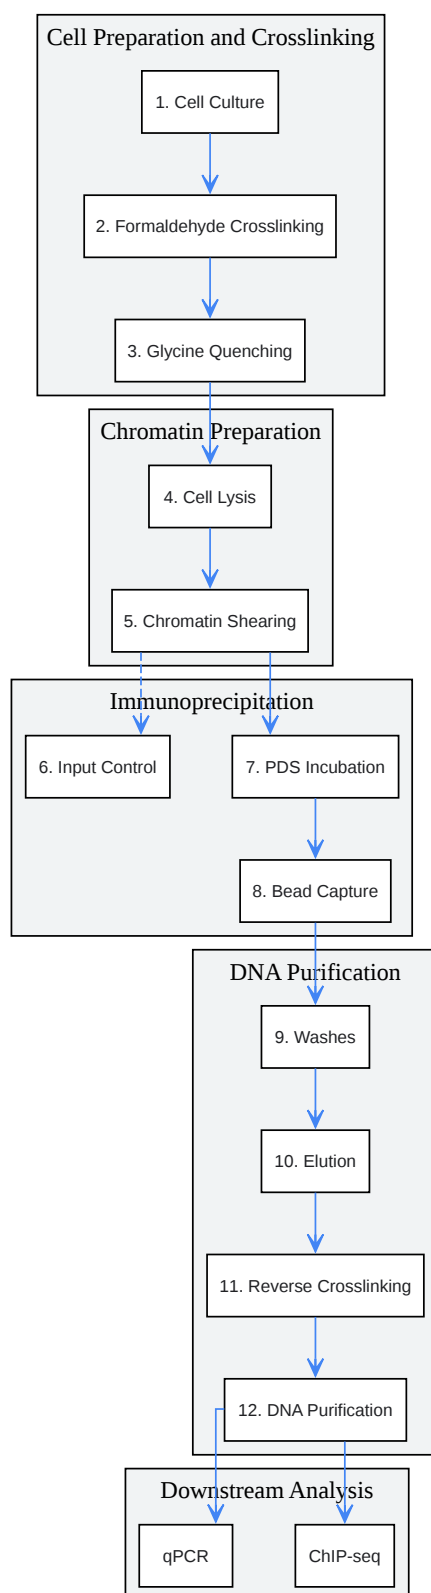 Cell Preparation and Crosslinking
1. Cell Culture
2. Formaldehyde Crosslinking
3. Glycine Quenching
Chromatin Preparation
4. Cell Lysis
5. Chromatin Shearing
Immunoprecipitation
6. Input Control
7. PDS Incubation
8. Bead Capture
DNA Purification
9. Washes
10. Elution
11. Reverse Crosslinking
12. DNA Purification
Downstream Analysis
qPCR
ChIP-seq